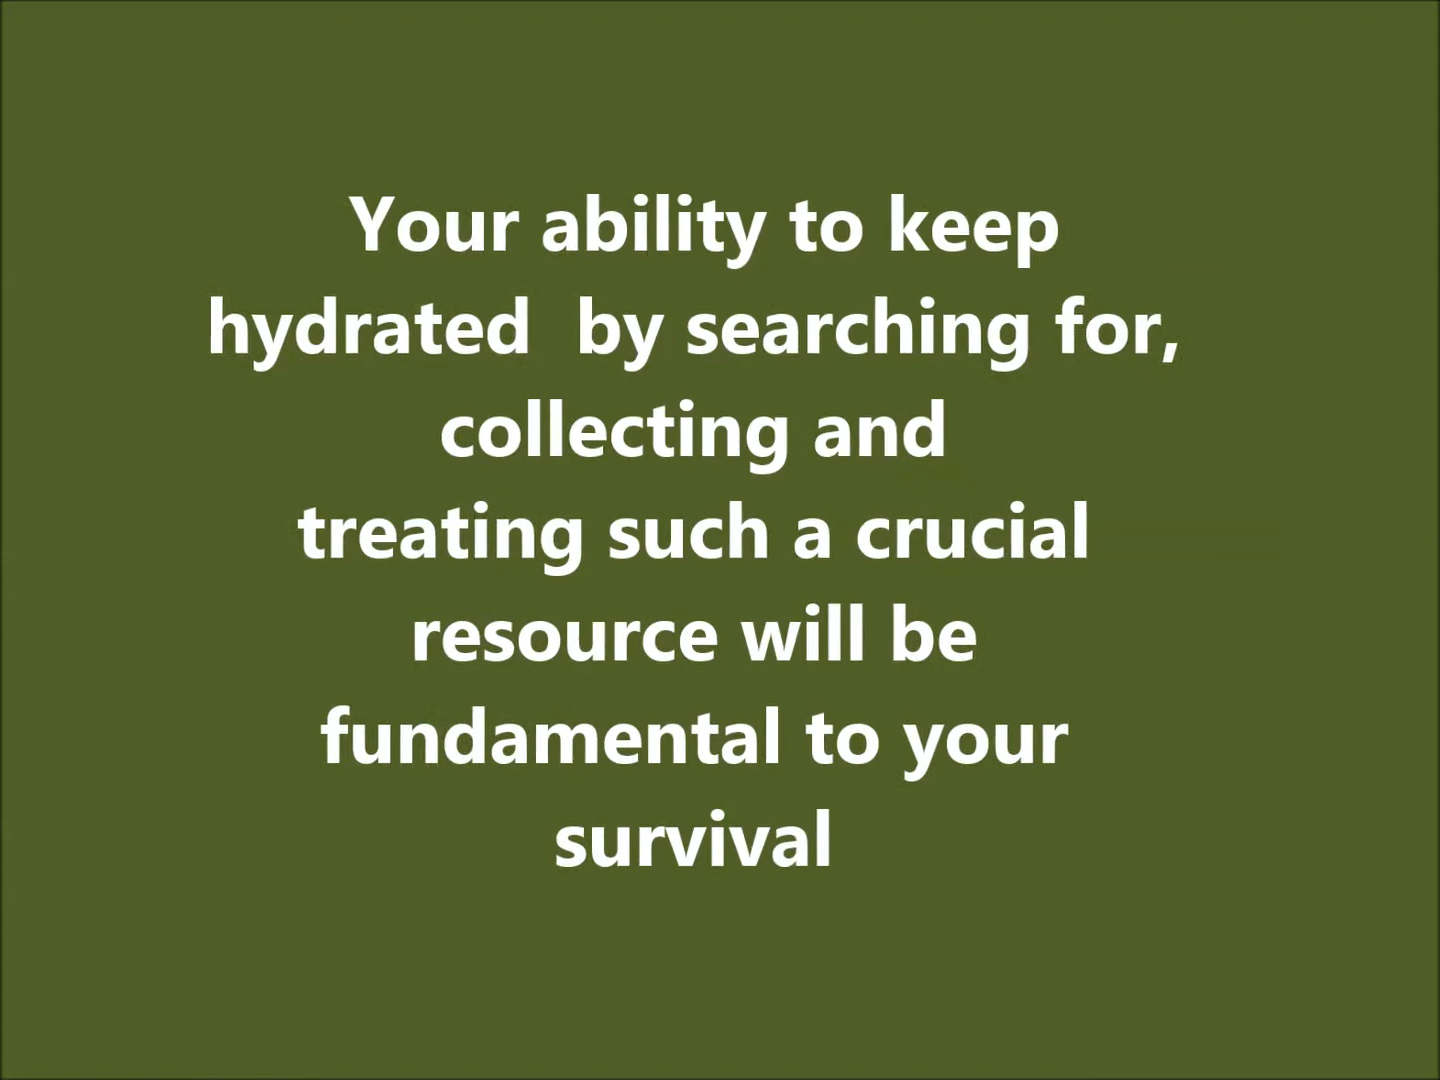 Your ability to keep
hydrated  by searching for,
collecting and
treating such a crucial
resource will be
fundamental to your
survival